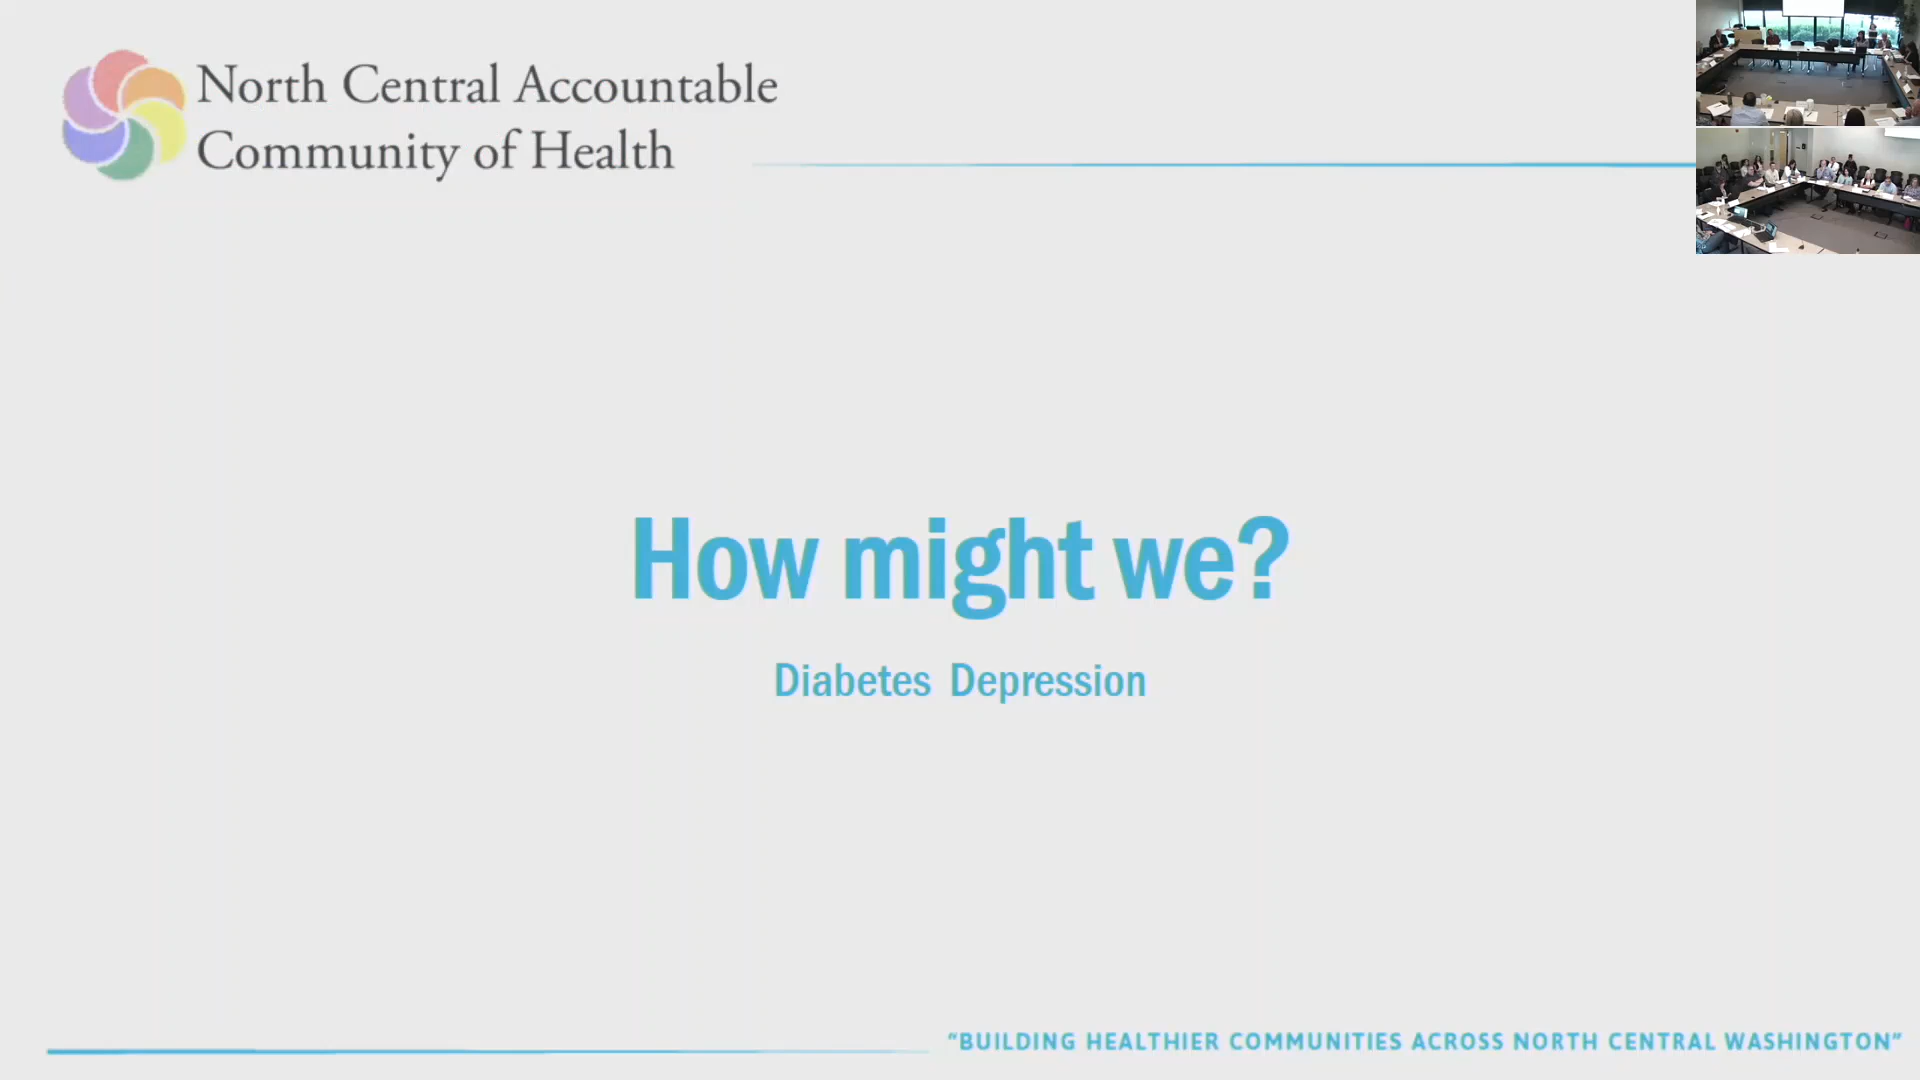 North Central Accountable
Community of Health
How might we?
Diabetes  Depression
“BUILDING HEALTHIER COMMUNITIES ACROSS NORTH CENTRAL WASHINGTON”